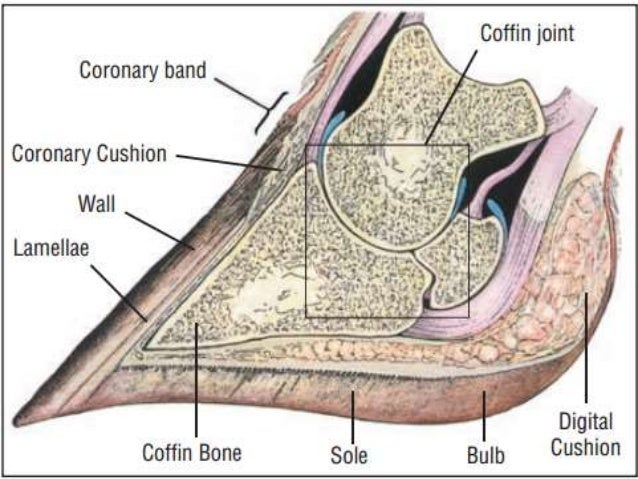 Coffin joint
Coronary band
Coronary Cushion
Wall
Lamellae
Coffin Bone
Sole
Bulb
Digital
Cushion